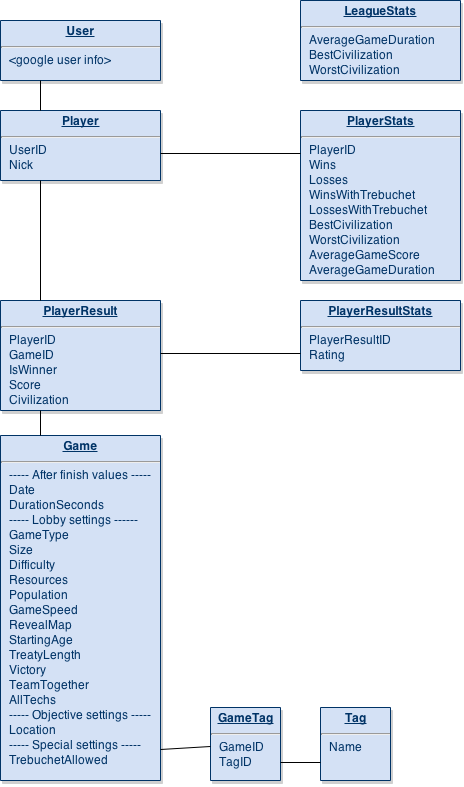 User
<google user info>
LeagueStats
AverageGameDuration
BestCivilization
WorstCivilization
Player
UserID
Nick
PlayerStats
PlayerID
Wins
Losses
WinsWithTrebuchet
LossesWithTrebuchet
BestCivilization
WorstCivilization
AverageGameScore
AverageGameDuration
PlayerResult
PlayerID
GameID
IsWinner
Score
Civilization
PlayerResultStats
PlayerResultID
Rating
Game
----- After finish values -----
Date
DurationSeconds
----- Lobby settings ------
GameType
Size
Difficulty
Resources
Population
GameSpeed
RevealMap
StartingAge
TreatyLength
Victory
TeamTogether
AllTechs
----- Objective settings -----
Location
----- Special settings -----
TrebuchetAllowed
GameTag
GameID
TagID
Tag
Name